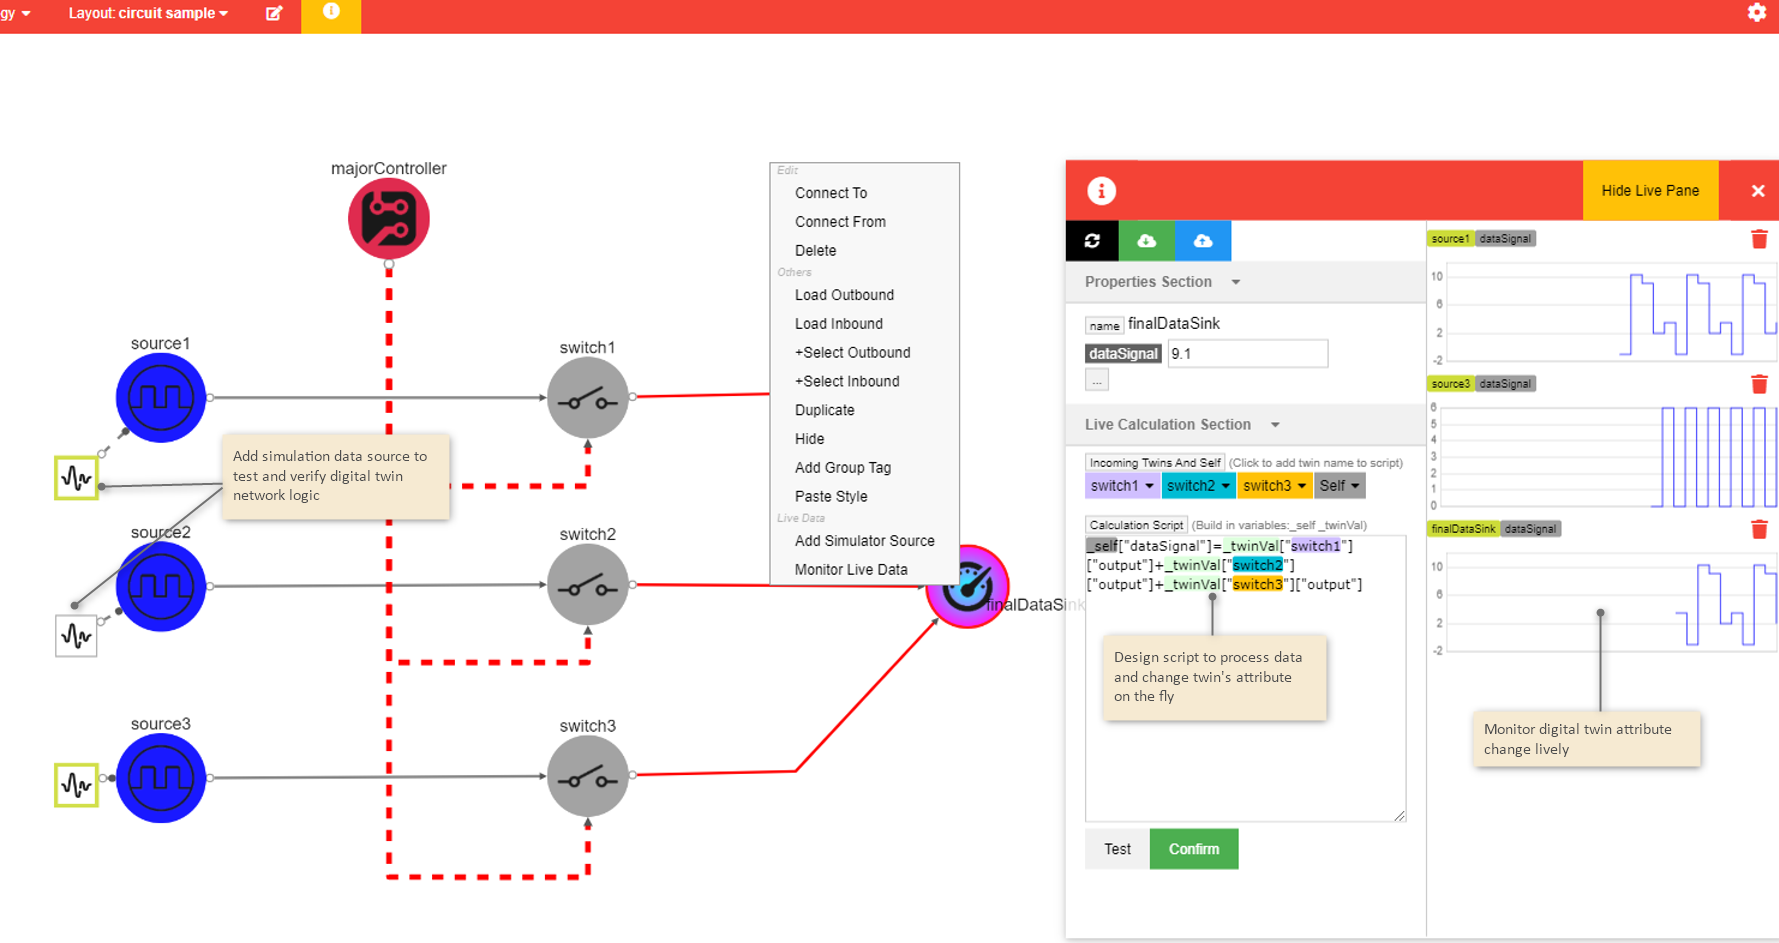 gy
Layout: circuit sample
majorController
source1
switch1
Add simulation data source to
test and verify digital twin
network logic
source2
switch2
source3
switch3
finalDataSink
Edit
Connect To
Connect From
Delete
Others
Load Outbound
Load Inbound
+Select Outbound
+Select Inbound
Duplicate
Hide
Add Group Tag
Paste Style
Live Data
Add Simulator Source
Monitor Live Data
Hide Live Pane
Properties Section
name finalDataSink
dataSignal 9.1
...
Live Calculation Section
Incoming Twins And Self (Click to add twin name to script)
switch1 switch2 switch3 Self
Calculation Script (Build in variables:_self _twinVal)
_self["dataSignal"]=_twinVal["switch1"]
["output"]+_twinVal["switch2"]
["output"]+_twinVal["switch3"]["output"]
Design script to process data
and change twin's attribute
on the fly
Test Confirm
source1 dataSignal
10
6
2
-2
source3 dataSignal
6
5
4
3
2
1
0
finalDataSink dataSignal
10
6
2
-2
Monitor digital twin attribute
change lively